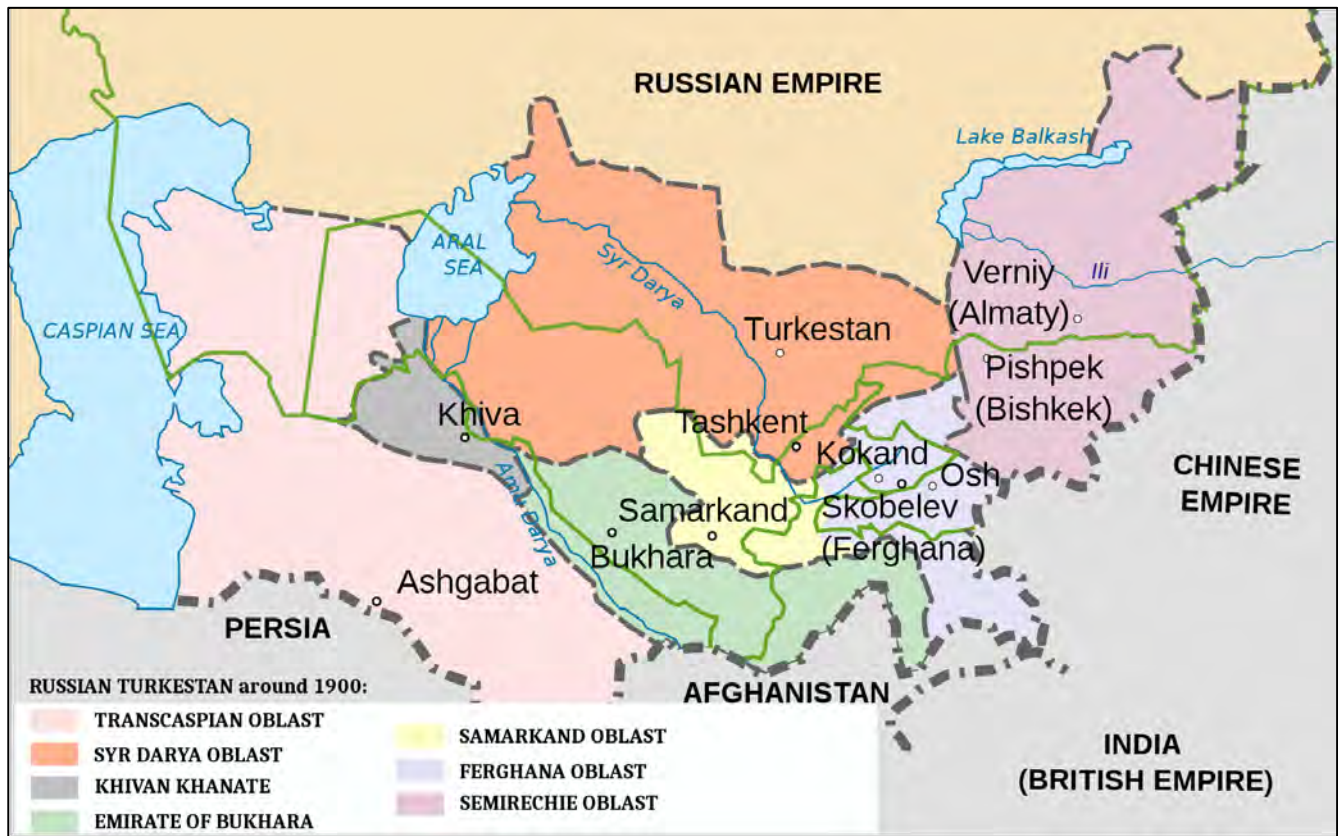 RUSSIAN EMPIRE
Lake Balkash
ARAL
SEA
Syr Darya
Ili
Verniy
(Almaty)
CASPIAN SEA
Turkestan
Pishpek
(Bishkek)
Khiva
Tashkent
Kokand
Osh
CHINESE
EMPIRE
Amu Darya
Samarkand
Skobelev
(Ferghana)
Bukhara
Ashgabat
PERSIA
AFGHANISTAN
INDIA
(BRITISH EMPIRE)
RUSSIAN TURKESTAN around 1900:
TRANSCASPIAN OBLAST
SYR DARYA OBLAST
KHIVAN KHANATE
EMIRATE OF BUKHARA
SAMARKAND OBLAST
FERGHANA OBLAST
SEMIRECHIE OBLAST